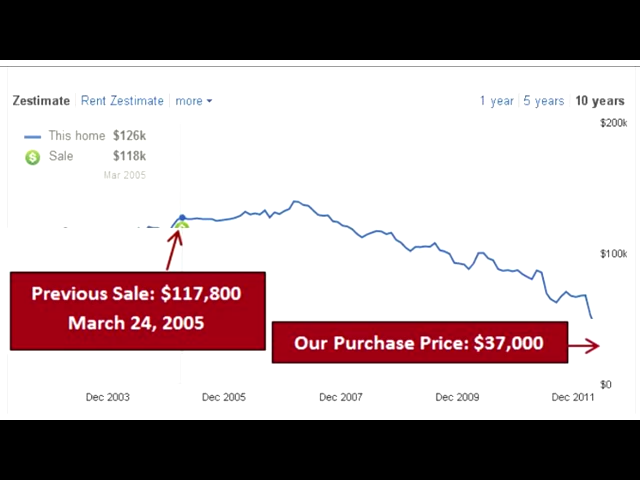 Zestimate Rent Zestimate more 1 year 5 years 10 years
$200k
This home $126k
Sale $118k
Mar 2005
$100k
Previous Sale: $117,800
March 24, 2005
Our Purchase Price: $37,000
$0
Dec 2003 Dec 2005 Dec 2007 Dec 2009 Dec 2011